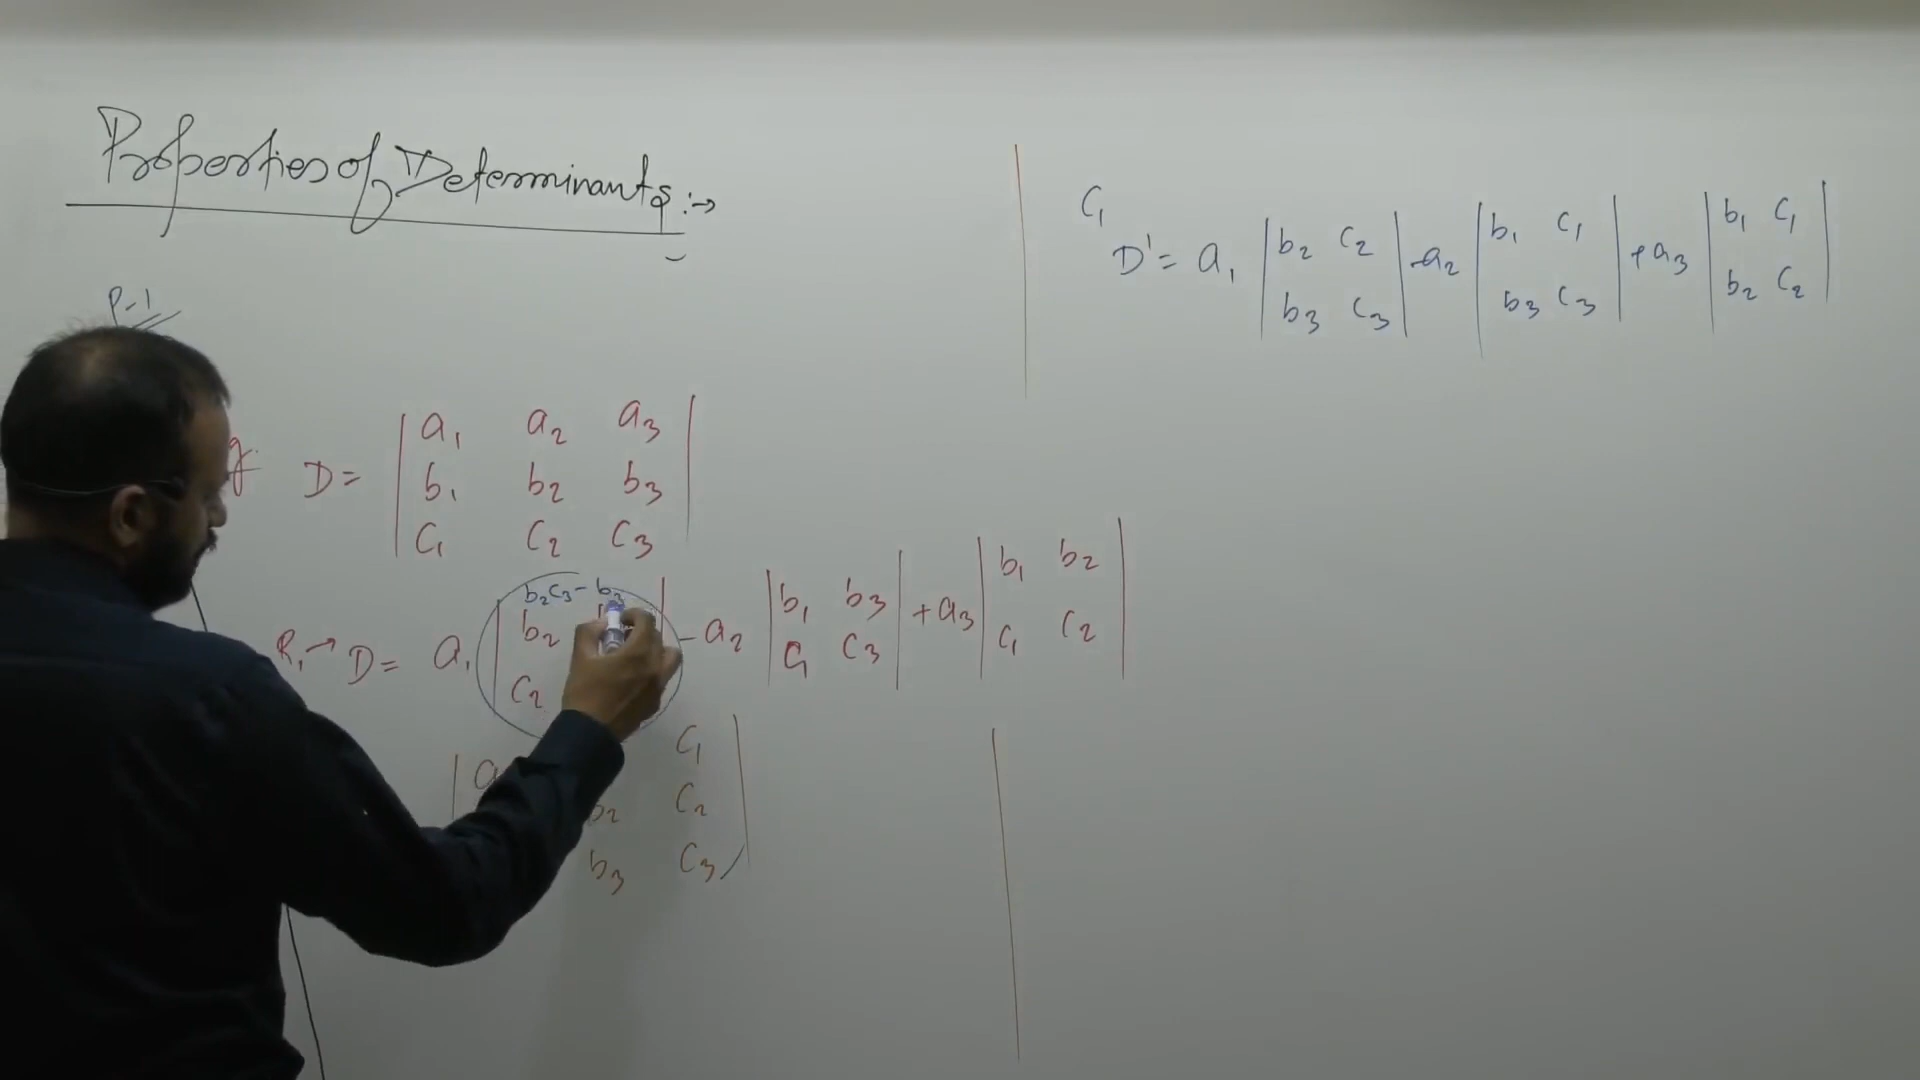 Properties of Determinants :→
P-1
D = | a₁ a₂ a₃ |
| b₁ b₂ b₃ |
| c₁ c₂ c₃ |
b₂c₃ - b₃
R₁ → D = a₁ | b₂ | - a₂ | b₁ b₃ | + a₃ | b₁ b₂ |
| c₂ | c₁ c₃ | | c₁ c₂ |
| a c₁ |
b₂ c₂
b₃ c₃ |
C₁
D' = a₁ | b₂ c₂ | - a₂ | b₁ c₁ | + a₃ | b₁ c₁ |
| b₃ c₃ | | b₃ c₃ | | b₂ c₂ |